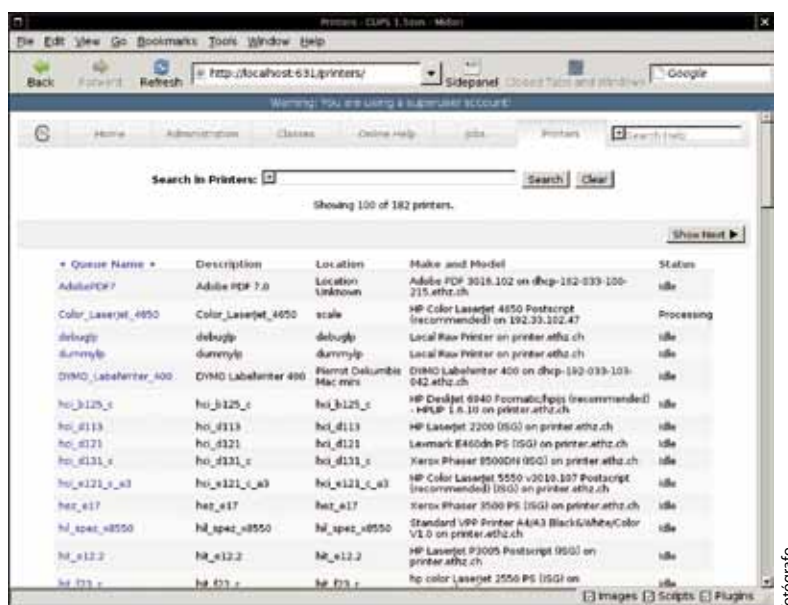 Printers - CUPS 1.3svn - Midori
File Edit View Go Bookmarks Tools Window Help
Back Forward Refresh http://localhost:631/printers/ Sidepanel Closed Tabs and Windows Google
Warning: You are using a superuser account!
Home Administration Classes Online Help Jobs Printers Search Help
Search in Printers: Search Clear
Showing 100 of 182 printers.
Show Next
Queue Name Description Location Make and Model Status
AdobePDF7 Adobe PDF 7.0 Location Unknown Adobe PDF 3016.102 on dhcp-192-033-100-215.ethz.ch Idle
Color_Laserjet_4650 Color_Laserjet_4650 scale HP Color Laserjet 4650 Postscript (recommended) on 192.33.102.47 Processing
debuglp debuglp debuglp Local Raw Printer on printer.ethz.ch Idle
dummylp dummylp dummylp Local Raw Printer on printer.ethz.ch Idle
DYMO_Labelwriter_400 DYMO Labelwriter 400 Mac mini DYMO Labelwriter 400 on dhcp-192-033-103-042.ethz.ch Idle
hci_b125_c hci_b125_c hci_b125_c HP Deskjet 6940 Foomatic/hpijs (recommended) - HPLIP 1.6.10 on printer.ethz.ch Idle
hci_d113 hci_d113 hci_d113 HP Laserjet 2200 (ISG) on printer.ethz.ch Idle
hci_d121 hci_d121 hci_d121 Lexmark E460dn PS (ISG) on printer.ethz.ch Idle
hci_d131_c hci_d131_c hci_d131_c Xerox Phaser 8500DN (ISG) on printer.ethz.ch Idle
hci_e121_c_a3 hci_e121_c_a3 hci_e121_c_a3 HP Color Laserjet 5550 v3010.107 Postscript (recommended) (ISG) on printer.ethz.ch Idle
hez_e17 hez_e17 hez_e17 Xerox Phaser 3500 PS (ISG) on printer.ethz.ch Idle
hil_spez_v8550 hil_spez_v8550 hil_spez_v8550 Standard VPP Printer A4/A3 Black&White/Color V1.0 on printer.ethz.ch Idle
hit_e12.2 hit_e12.2 hit_e12.2 HP Laserjet P3005 Postscript (ISG) on printer.ethz.ch Idle
hp color Laserjet 2550 PS (ISG) on Idle
Images Scripts Plugins